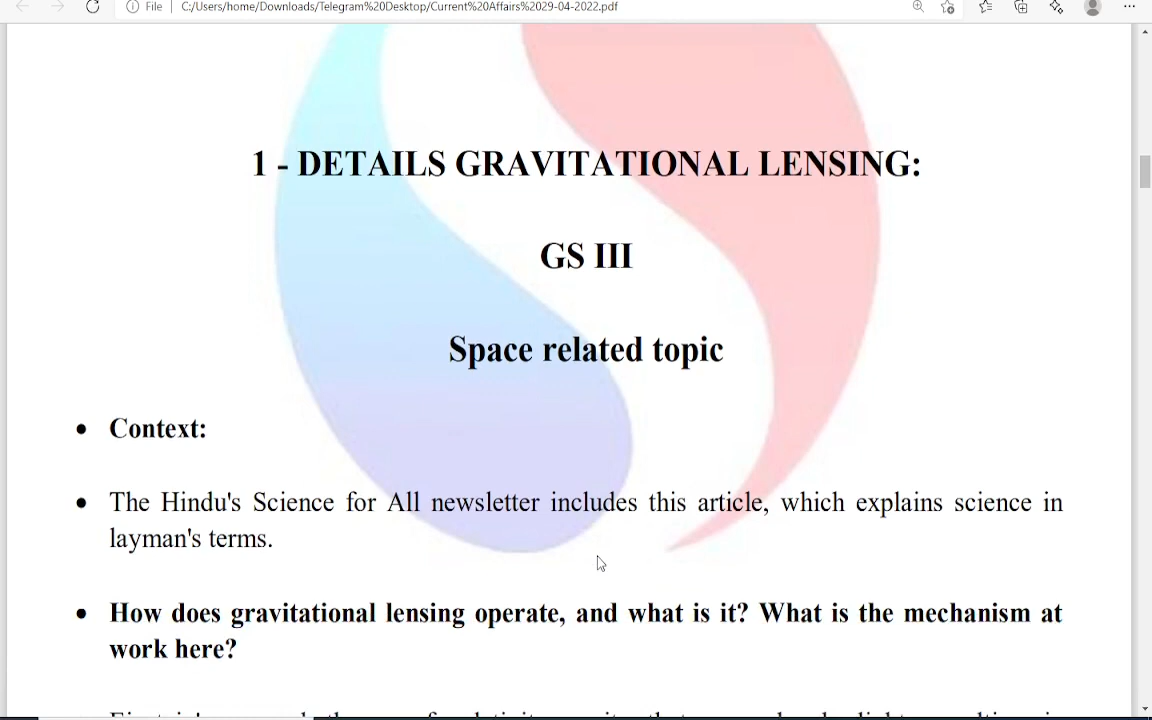 File | C:/Users/home/Downloads/Telegram%20Desktop/Current%20Affairs%2029-04-2022.pdf
1 - DETAILS GRAVITATIONAL LENSING:
GS III
Space related topic
• Context:
• The Hindu's Science for All newsletter includes this article, which explains science in
layman's terms.
• How does gravitational lensing operate, and what is it? What is the mechanism at
work here?